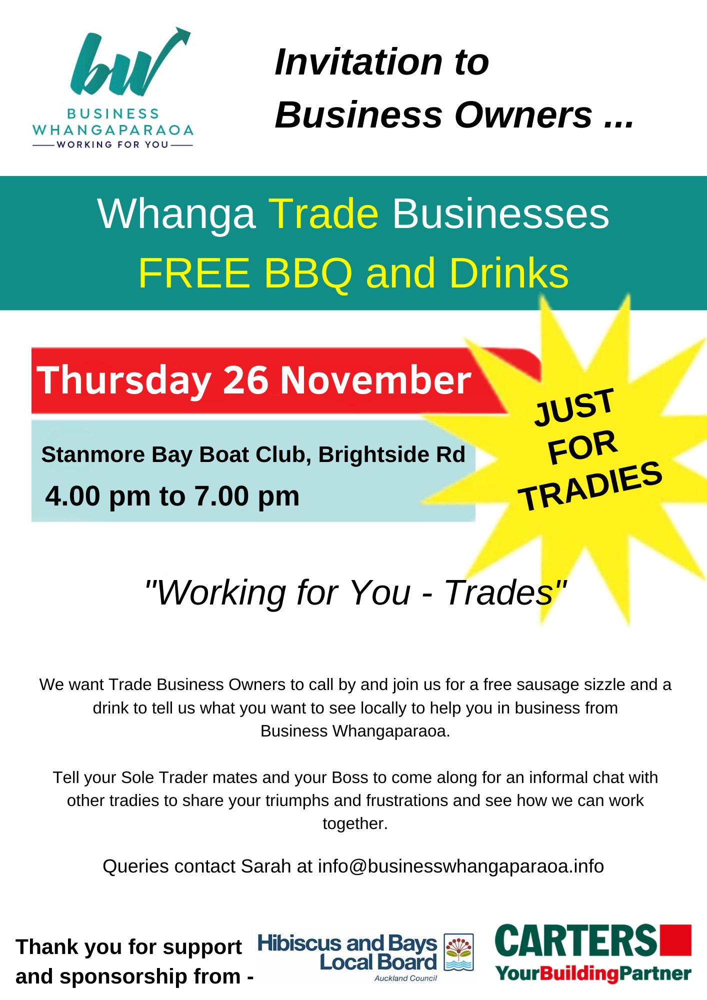 bw
BUSINESS
WHANGAPARAOA
WORKING FOR YOU
Invitation to
Business Owners ...
Whanga Trade Businesses
FREE BBQ and Drinks
Thursday 26 November
Stanmore Bay Boat Club, Brightside Rd
4.00 pm to 7.00 pm
JUST
FOR
TRADIES
"Working for You - Trades"
We want Trade Business Owners to call by and join us for a free sausage sizzle and a
drink to tell us what you want to see locally to help you in business from
Business Whangaparaoa.
Tell your Sole Trader mates and your Boss to come along for an informal chat with
other tradies to share your triumphs and frustrations and see how we can work
together.
Queries contact Sarah at info@businesswhangaparaoa.info
Thank you for support
and sponsorship from -
Hibiscus and Bays
Local Board
Auckland Council
CARTERS
YourBuildingPartner